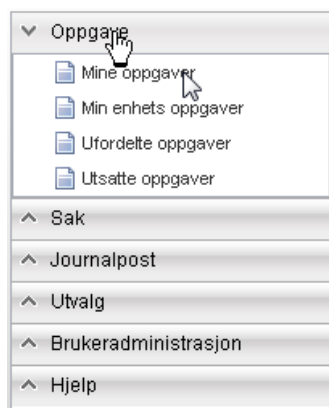 Oppgave
Mine oppgaver
Min enhets oppgaver
Ufordelte oppgaver
Utsatte oppgaver
Sak
Journalpost
Utvalg
Brukeradministrasjon
Hjelp